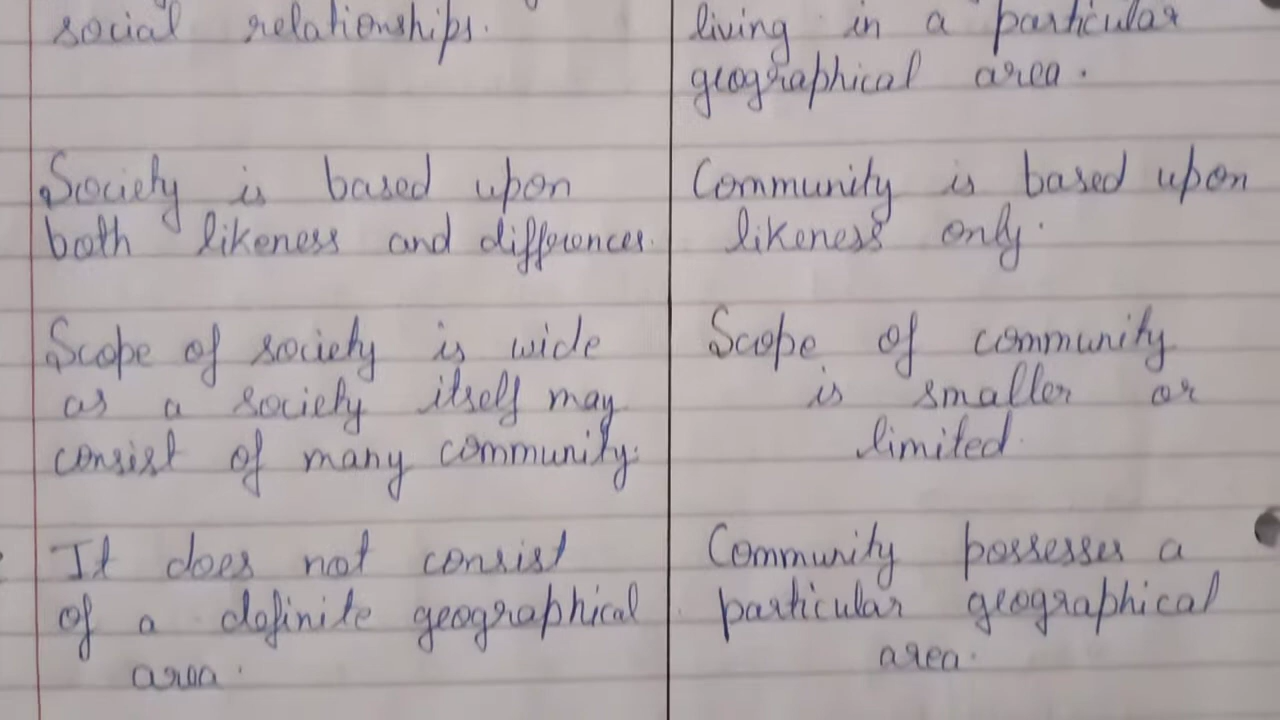 social relationships.
living in a particular
geographical area.
Society is based upon
both likeness and differences.
Community is based upon
likeness only.
Scope of society is wide
as a society itself may
consist of many community.
Scope of community
is smaller or
limited.
It does not consist
of a definite geographical
area.
Community possesses a
particular geographical
area.